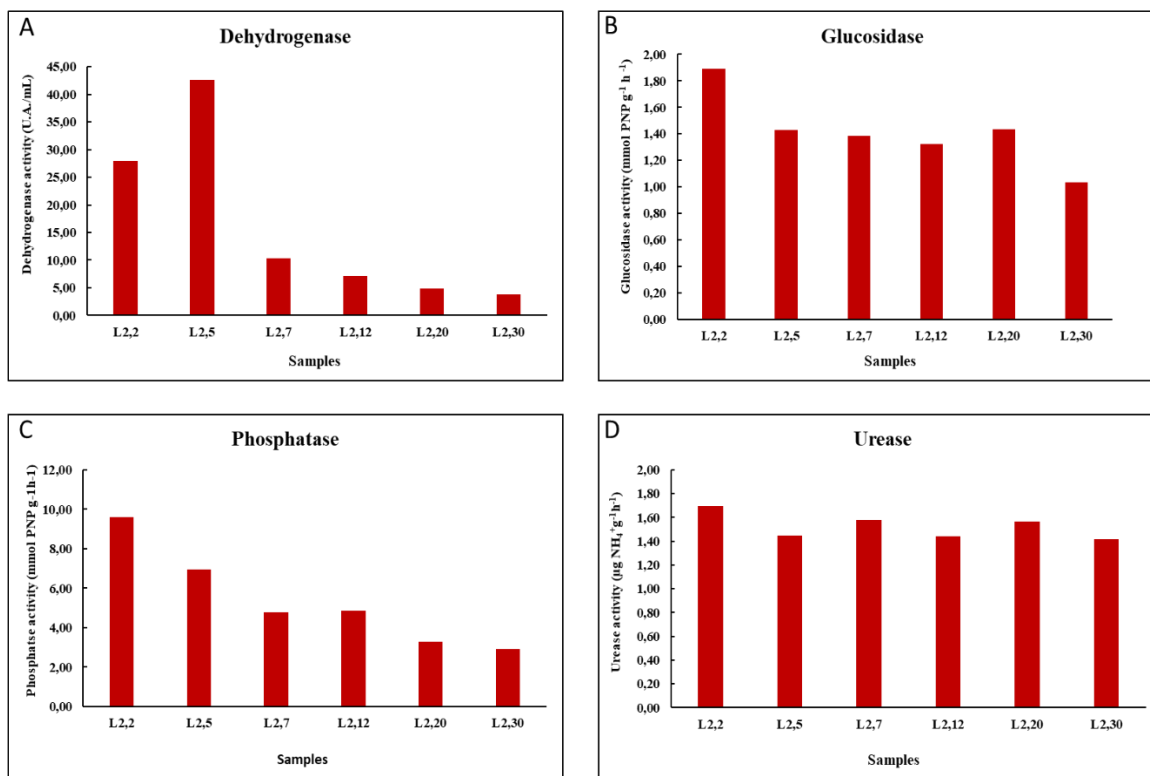 A
Dehydrogenase
Dehydrogenase activity (U.A./mL)
45,00
40,00
35,00
30,00
25,00
20,00
15,00
10,00
5,00
0,00
L2,2 L2,5 L2,7 L2,12 L2,20 L2,30
Samples
B
Glucosidase
Glucosidase activity (mmol PNP g⁻¹ h ⁻¹)
2,00
1,80
1,60
1,40
1,20
1,00
0,80
0,60
0,40
0,20
0,00
L2,2 L2,5 L2,7 L2,12 L2,20 L2,30
Samples
C
Phosphatase
Phosphatse activity (mmol PNP g-1h-1)
12,00
10,00
8,00
6,00
4,00
2,00
0,00
L2,2 L2,5 L2,7 L2,12 L2,20 L2,30
Samples
D
Urease
Urease activity (µg NH₄⁺g⁻¹h⁻¹)
2,00
1,80
1,60
1,40
1,20
1,00
0,80
0,60
0,40
0,20
0,00
L2,2 L2,5 L2,7 L2,12 L2,20 L2,30
Samples